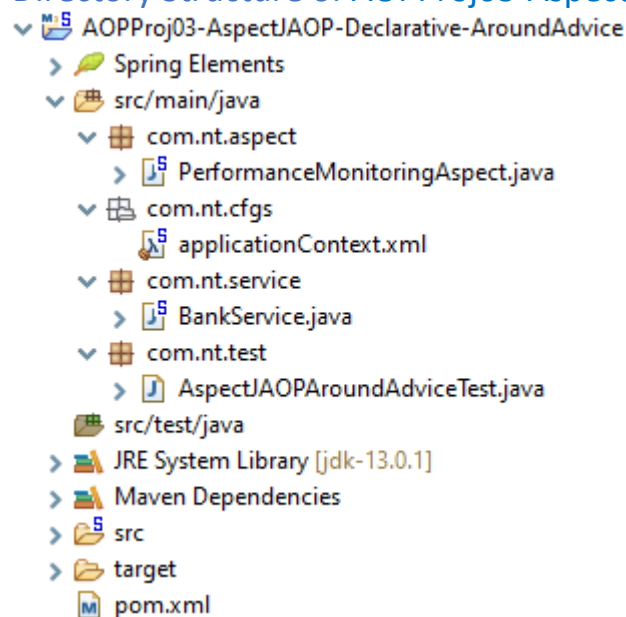 AOPProj03-AspectJAOP-Declarative-AroundAdvice
Spring Elements
src/main/java
com.nt.aspect
PerformanceMonitoringAspect.java
com.nt.cfgs
applicationContext.xml
com.nt.service
BankService.java
com.nt.test
AspectJAOPAroundAdviceTest.java
src/test/java
JRE System Library [jdk-13.0.1]
Maven Dependencies
src
target
pom.xml